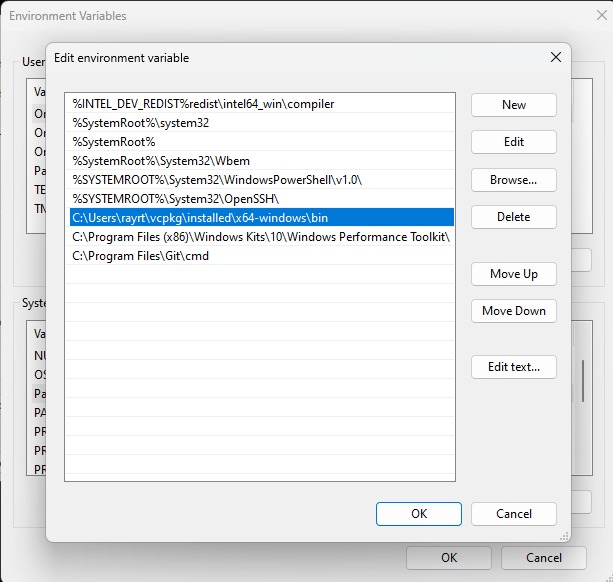 Environment Variables
User
Edit environment variable
Va
Or
Or
Or
Pa
TE
TN
%INTEL_DEV_REDIST%redist\intel64_win\compiler
%SystemRoot%\system32
%SystemRoot%
%SystemRoot%\System32\Wbem
%SYSTEMROOT%\System32\WindowsPowerShell\v1.0\
%SYSTEMROOT%\System32\OpenSSH\
C:\Users\rayrt\vcpkg\installed\x64-windows\bin
C:\Program Files (x86)\Windows Kits\10\Windows Performance Toolkit\
C:\Program Files\Git\cmd
New
Edit
Browse...
Delete
Move Up
Move Down
Edit text...
Syste
Va
NU
OS
Pa
PA
PR
PR
PR
OK
Cancel
OK
Cancel